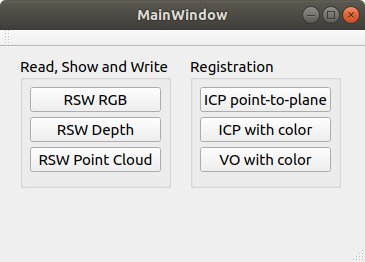 MainWindow
Read, Show and Write
RSW RGB
RSW Depth
RSW Point Cloud
Registration
ICP point-to-plane
ICP with color
VO with color